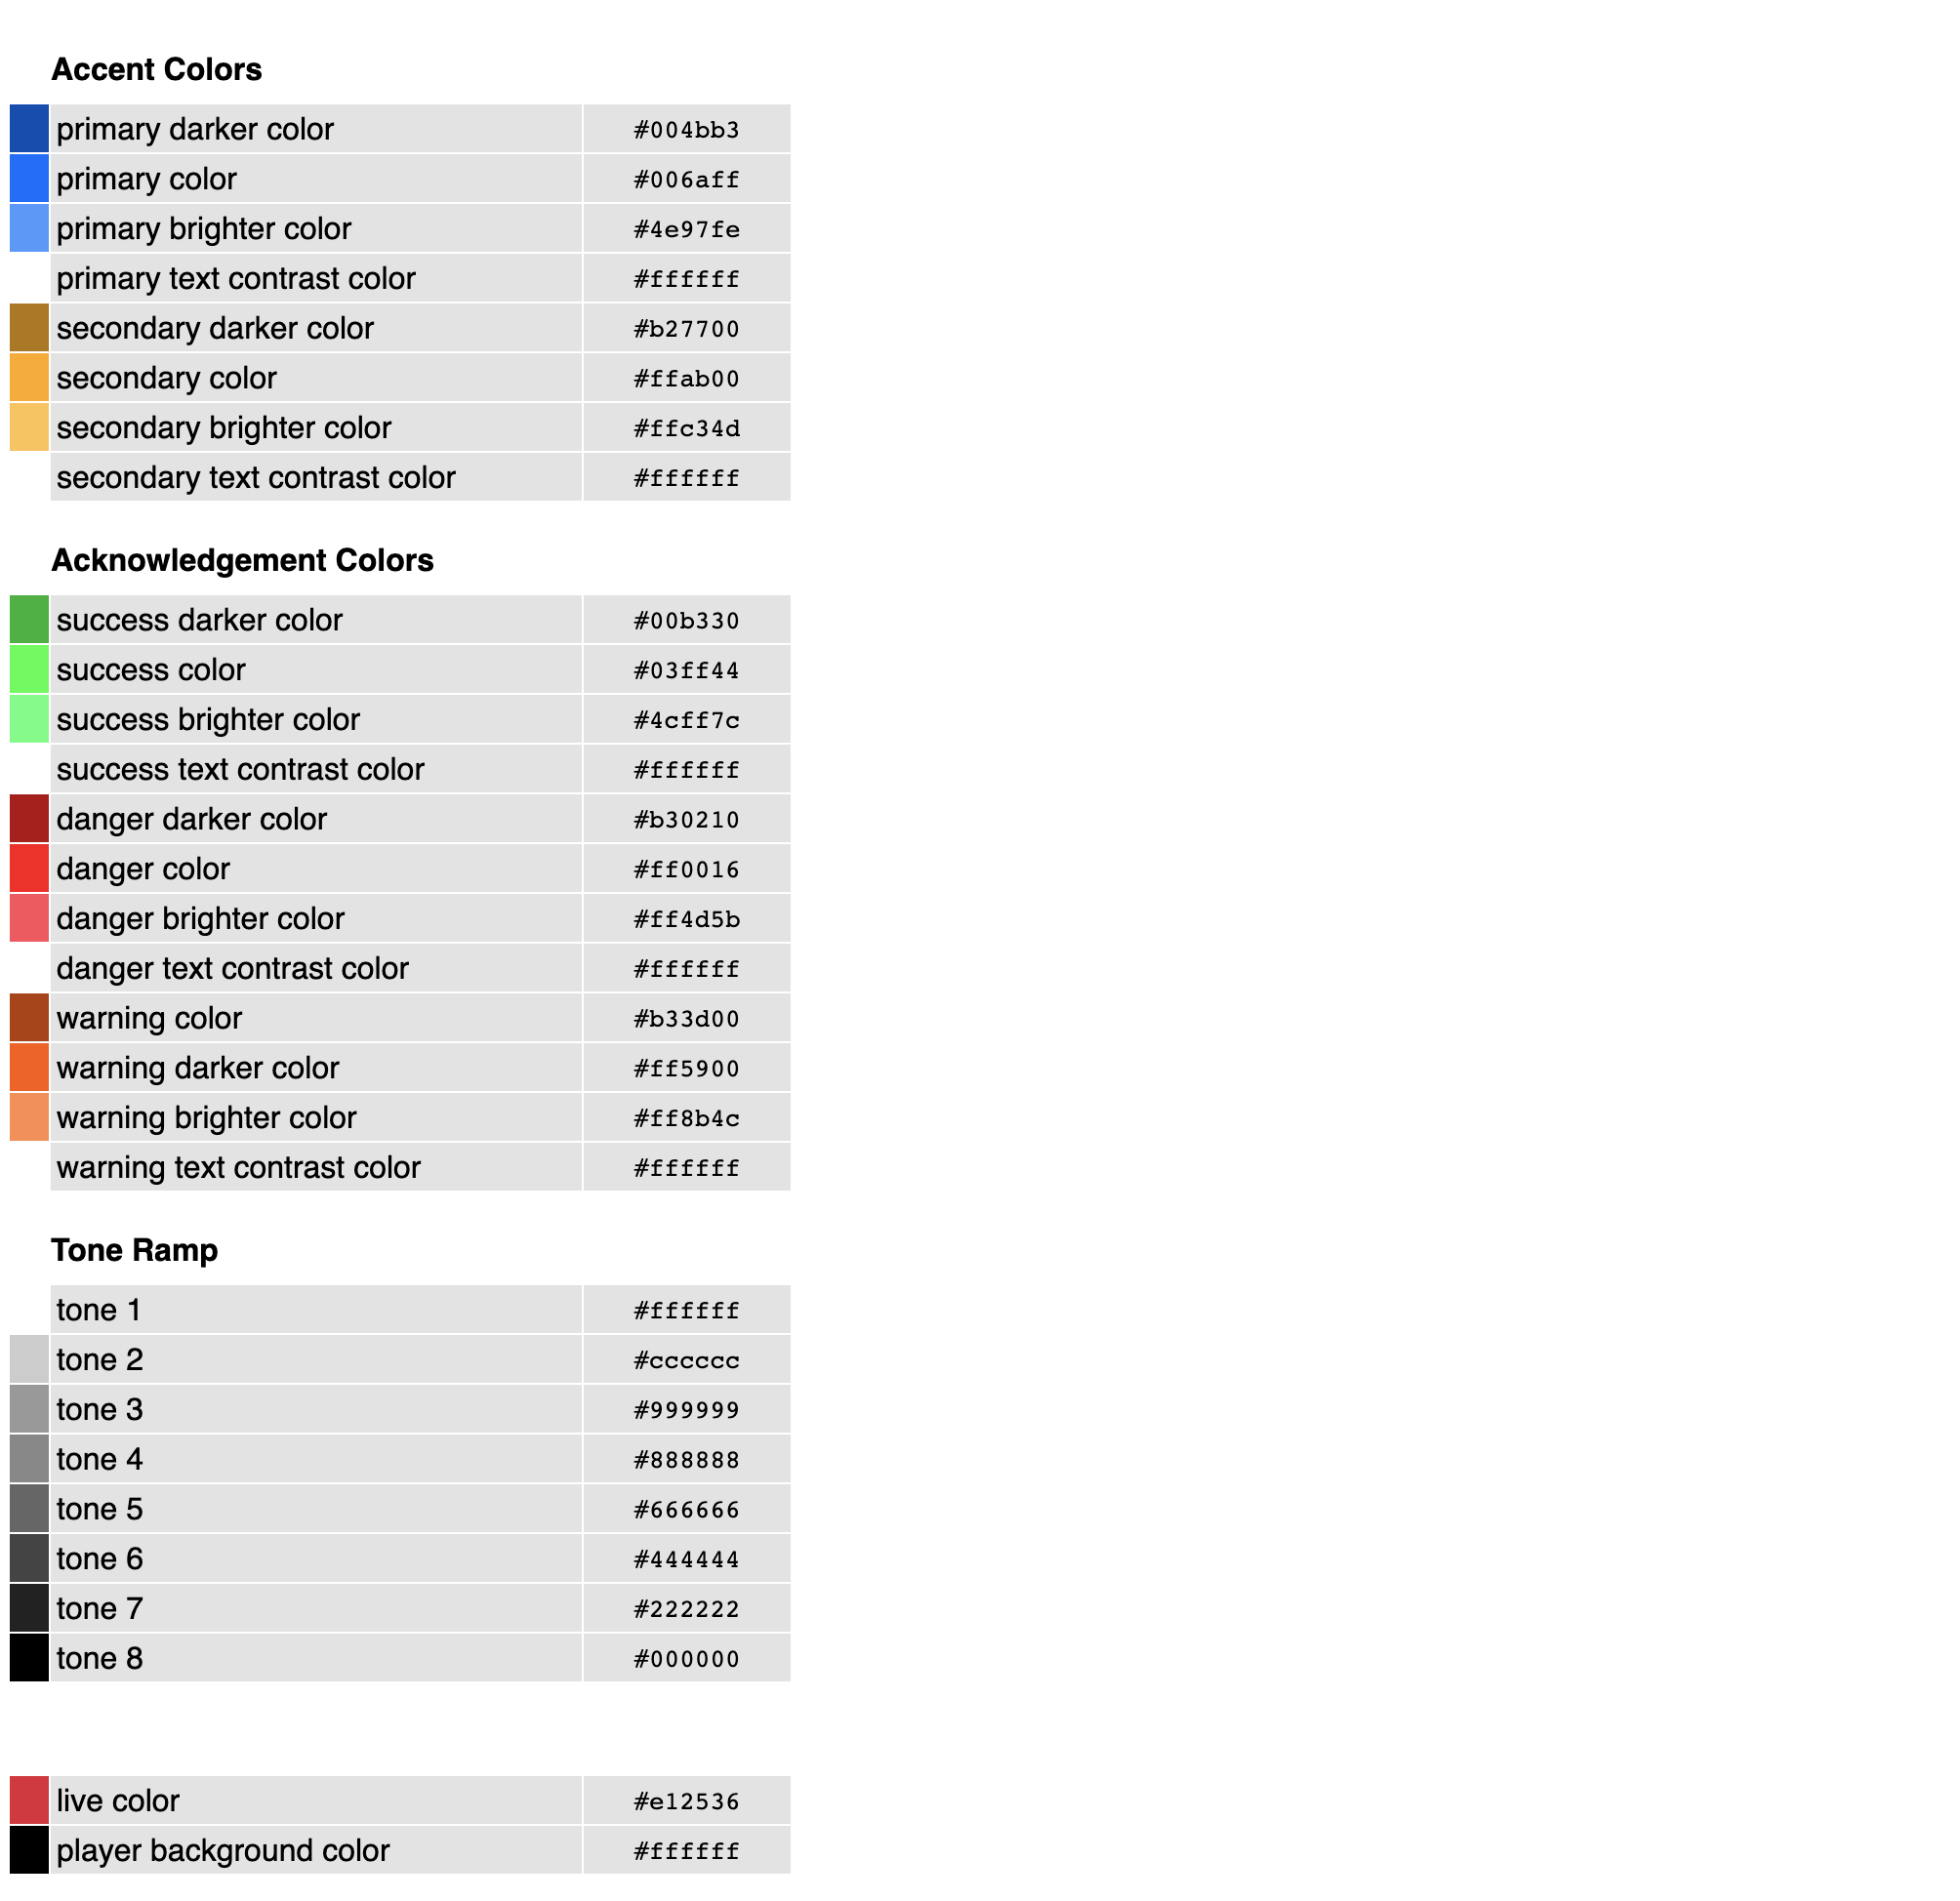 Accent Colors
primary darker color #004bb3
primary color #006aff
primary brighter color #4e97fe
primary text contrast color #ffffff
secondary darker color #b27700
secondary color #ffab00
secondary brighter color #ffc34d
secondary text contrast color #ffffff
Acknowledgement Colors
success darker color #00b330
success color #03ff44
success brighter color #4cff7c
success text contrast color #ffffff
danger darker color #b30210
danger color #ff0016
danger brighter color #ff4d5b
danger text contrast color #ffffff
warning color #b33d00
warning darker color #ff5900
warning brighter color #ff8b4c
warning text contrast color #ffffff
Tone Ramp
tone 1 #ffffff
tone 2 #cccccc
tone 3 #999999
tone 4 #888888
tone 5 #666666
tone 6 #444444
tone 7 #222222
tone 8 #000000
live color #e12536
player background color #ffffff